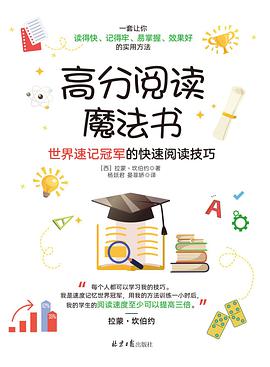 一套让你
读得快、记得牢、易掌握、效果好
的实用方法
高分阅读
魔法书
世界速记冠军的快速阅读技巧
［西］拉蒙·坎伯约 著
杨跃君 晏菲娇 译
“每个人都可以学习我的技巧。
我是速度记忆世界冠军，用我的方法训练一小时后，
我的学生的阅读速度至少可以提高三倍。”
——拉蒙·坎伯约
北京日报出版社